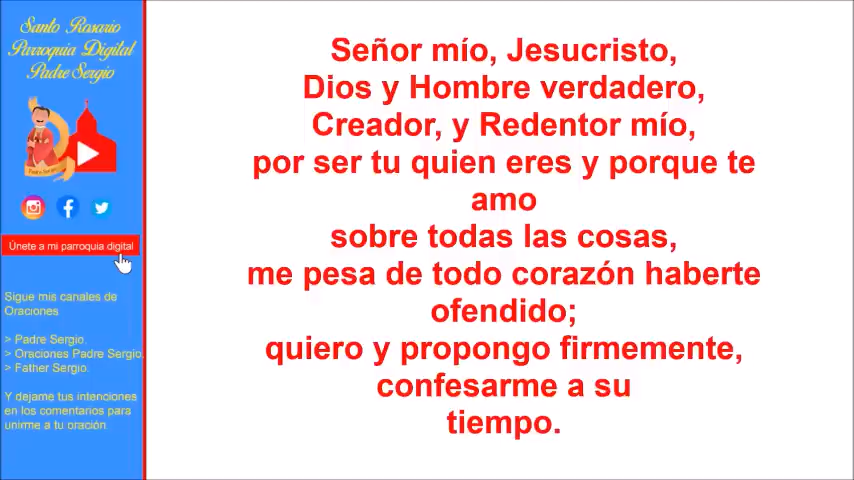 Santo Rosario
Parroquia Digital
Padre Sergio
Únete a mi parroquia digital
Sigue mis canales de
Oraciones
> Padre Sergio.
> Oraciones Padre Sergio.
> Father Sergio.
Y dejame tus intenciones
en los comentarios para
unirme a tu oración.
Señor mío, Jesucristo,
Dios y Hombre verdadero,
Creador, y Redentor mío,
por ser tu quien eres y porque te
amo
sobre todas las cosas,
me pesa de todo corazón haberte
ofendido;
quiero y propongo firmemente,
confesarme a su
tiempo.